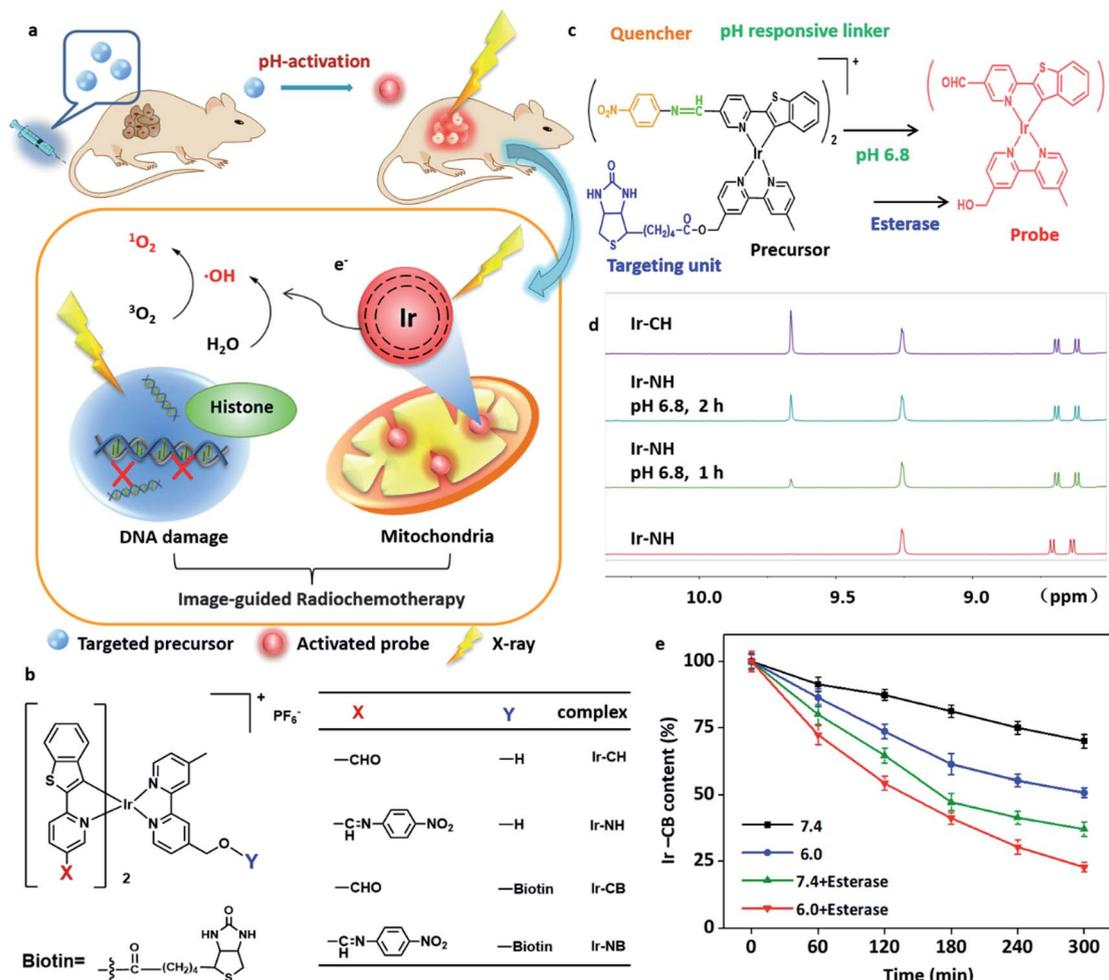 a
pH-activation
¹O₂
·OH
³O₂
H₂O
e⁻
Ir
Histone
DNA damage
Mitochondria
Image-guided Radiochemotherapy
Targeted precursor
Activated probe
X-ray
b
+
PF₆⁻
S
N
Ir
N
N
X
2
O
Y
Biotin=
O
(CH₂)₄
O
HN
NH
S
X Y complex
—CHO —H Ir-CH
—C=N— NO₂ —H Ir-NH
H
—CHO —Biotin Ir-CB
—C=N— NO₂ —Biotin Ir-NB
H
c
Quencher
pH responsive linker
+
O₂N
N
C
H
N
S
2
Ir
N
N
O
HN
NH
S
(CH₂)₄
C
O
O
Precursor
Targeting unit
pH 6.8
Esterase
OHC
S
N
Ir
N
N
HO
Probe
d
Ir-CH
Ir-NH
pH 6.8, 2 h
Ir-NH
pH 6.8, 1 h
Ir-NH
10.0 9.5 9.0 (ppm)
e
Ir –CB content (%)
100
75
50
25
0
7.4
6.0
7.4+Esterase
6.0+Esterase
0 60 120 180 240 300
Time (min)